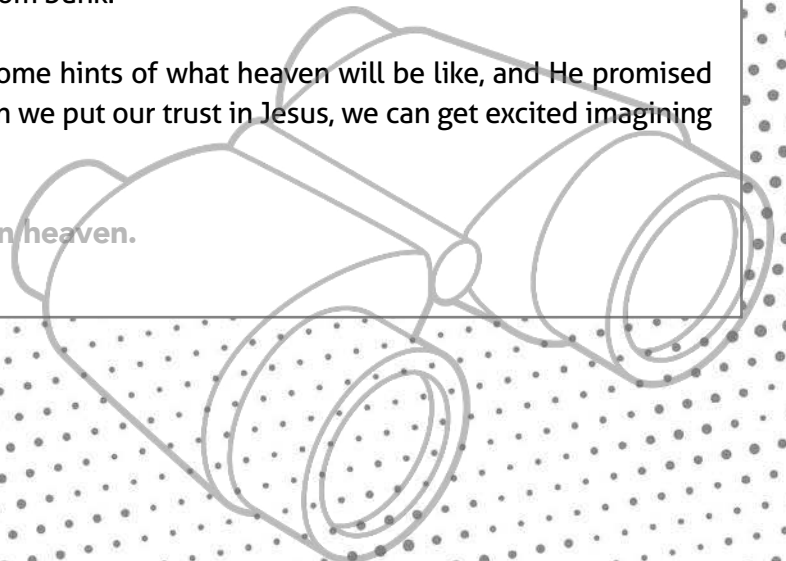 ome hints of what heaven will be like, and He promised
n we put our trust in Jesus, we can get excited imagining
n heaven.